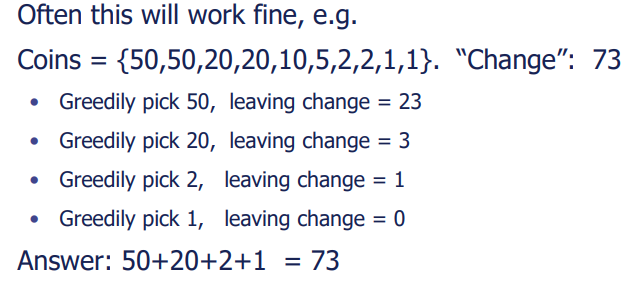 Often this will work fine, e.g.
Coins = {50,50,20,20,10,5,2,2,1,1}. “Change”: 73
• Greedily pick 50, leaving change = 23
• Greedily pick 20, leaving change = 3
• Greedily pick 2, leaving change = 1
• Greedily pick 1, leaving change = 0
Answer: 50+20+2+1 = 73